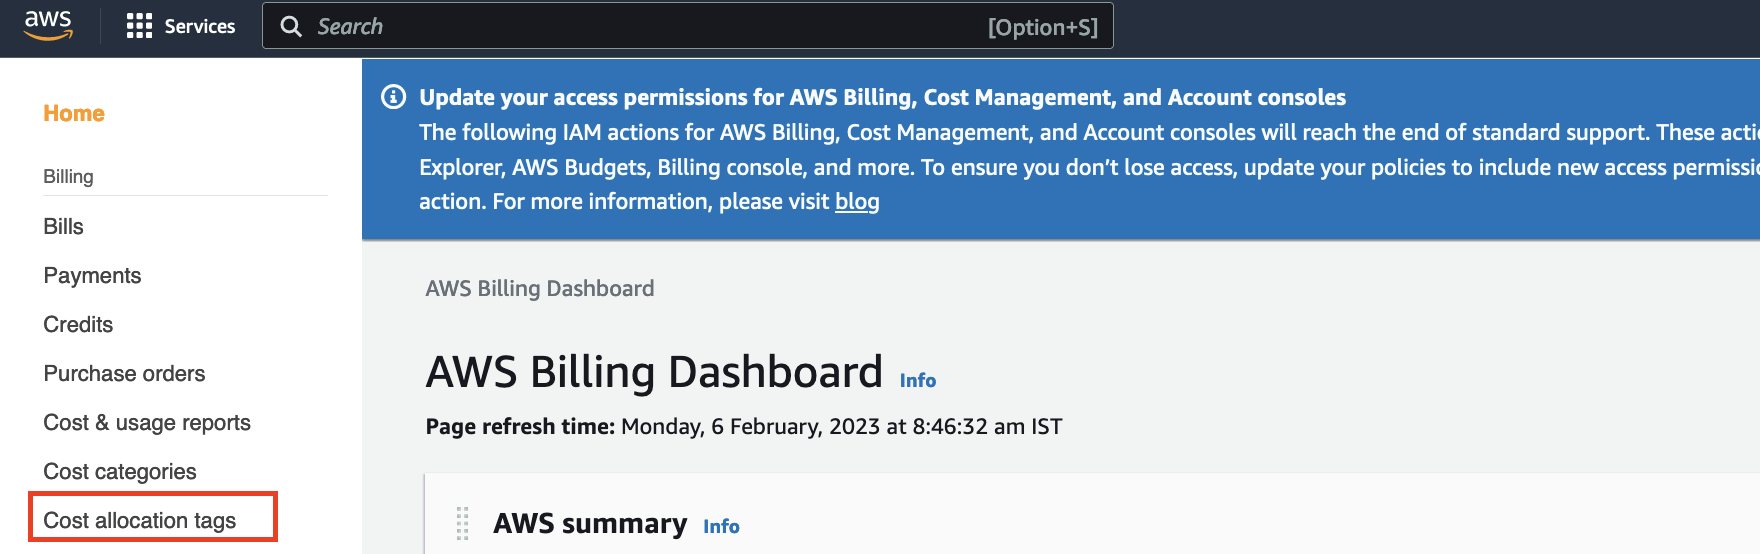 aws Services Search [Option+S]
Home
Billing
Bills
Payments
Credits
Purchase orders
Cost & usage reports
Cost categories
Cost allocation tags
Update your access permissions for AWS Billing, Cost Management, and Account consoles
The following IAM actions for AWS Billing, Cost Management, and Account consoles will reach the end of standard support. These
Explorer, AWS Budgets, Billing console, and more. To ensure you don’t lose access, update your policies to include new access
action. For more information, please visit blog
AWS Billing Dashboard
AWS Billing Dashboard Info
Page refresh time: Monday, 6 February, 2023 at 8:46:32 am IST
AWS summary Info